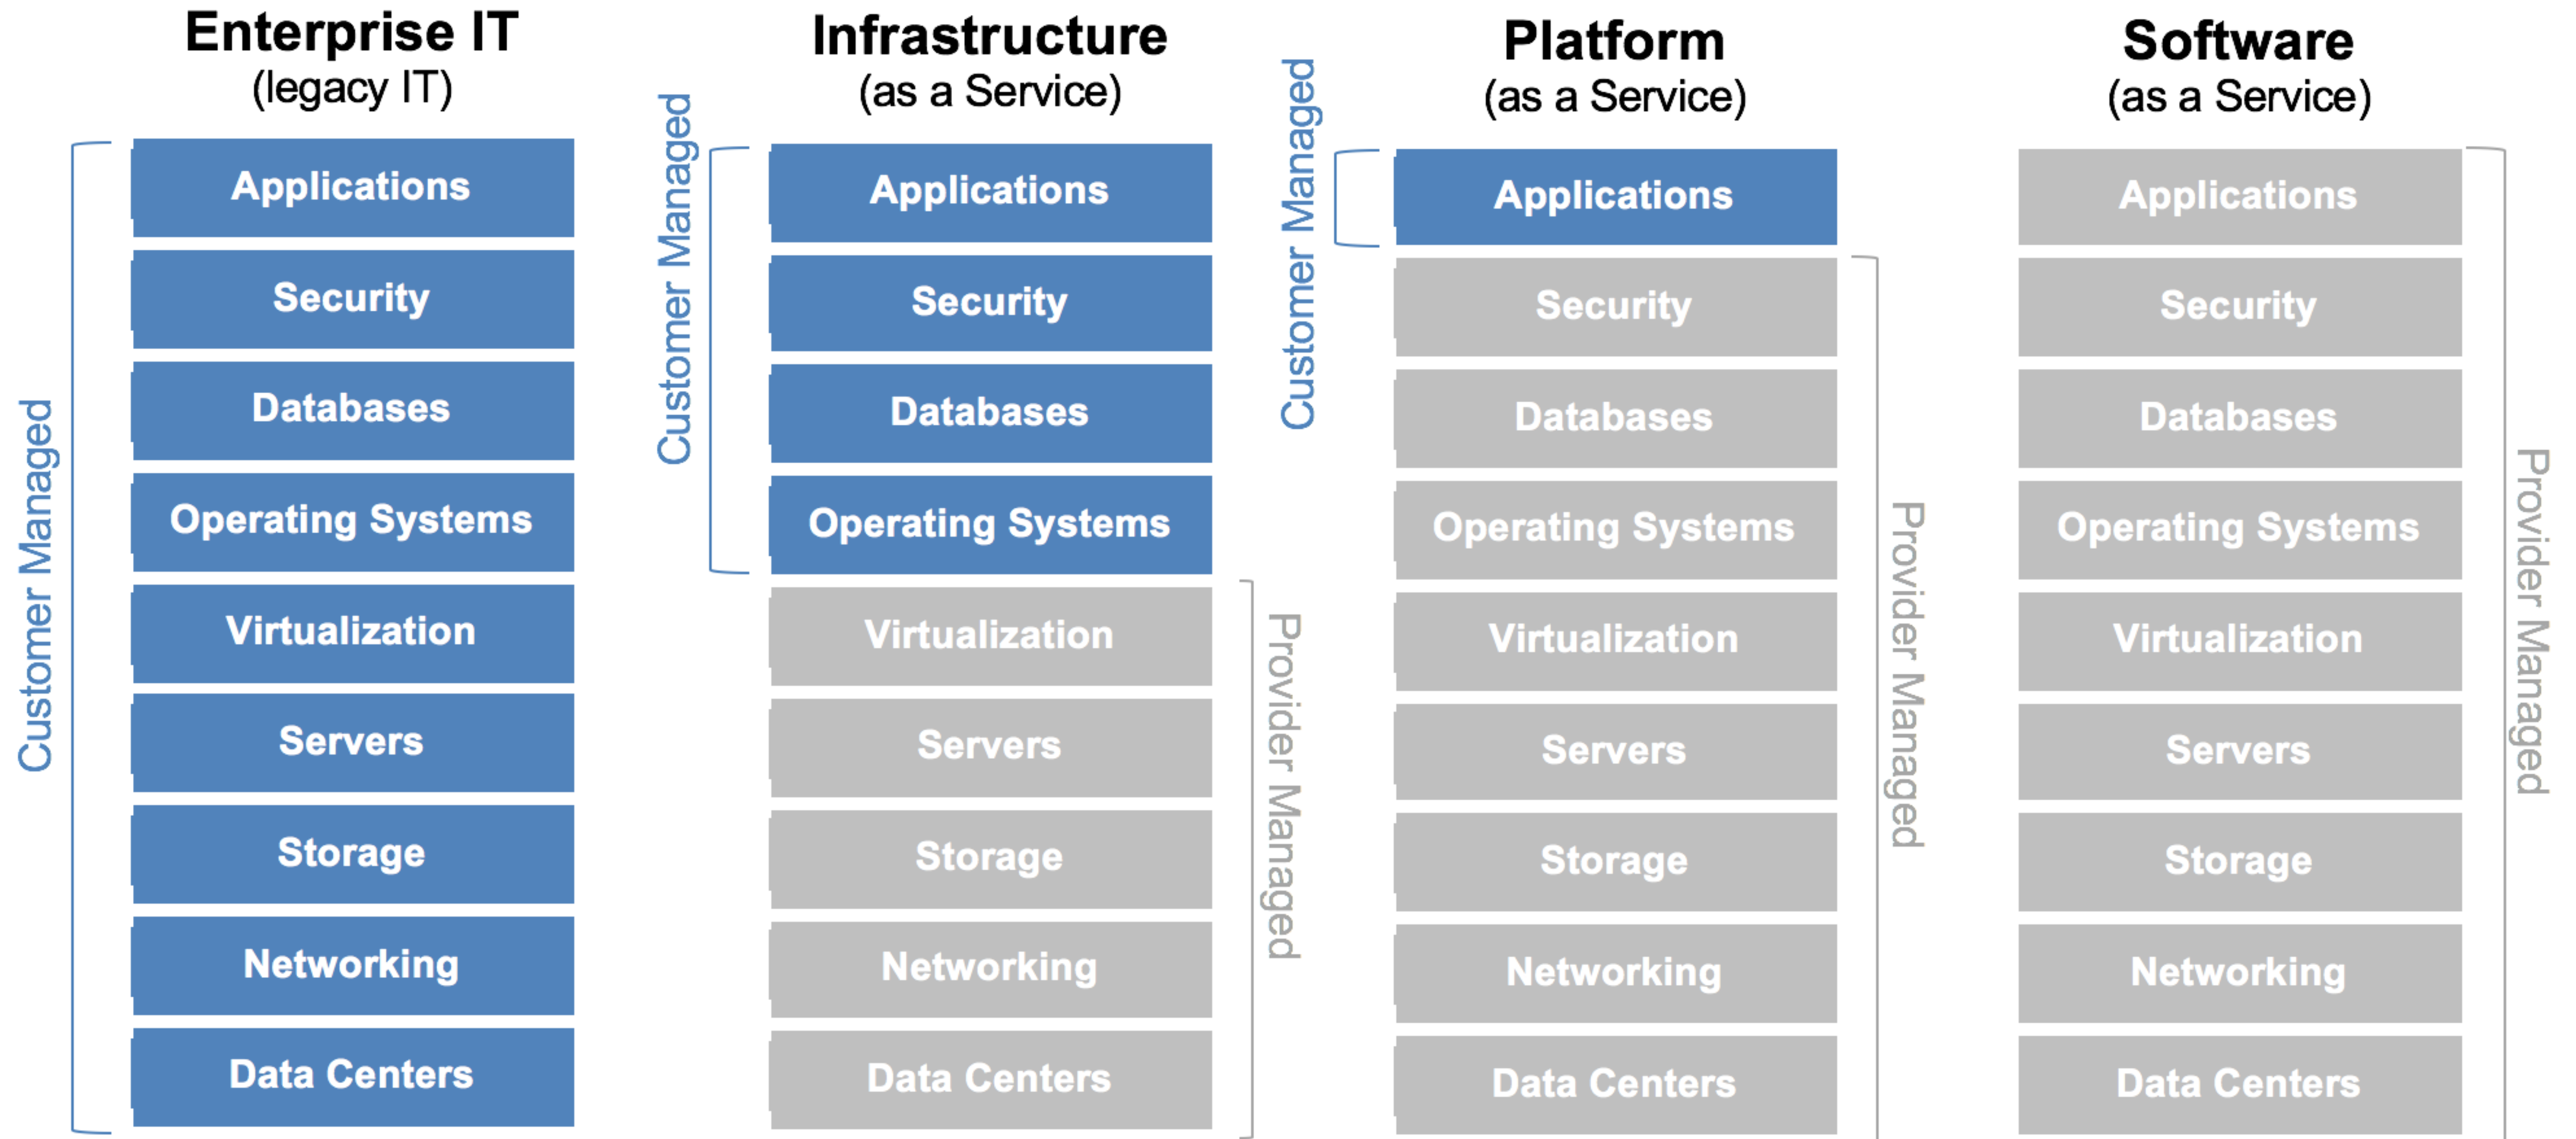 Enterprise IT
(legacy IT)
Customer Managed
Applications
Security
Databases
Operating Systems
Virtualization
Servers
Storage
Networking
Data Centers
Infrastructure
(as a Service)
Customer Managed
Applications
Security
Databases
Operating Systems
Virtualization
Servers
Storage
Networking
Data Centers
Provider Managed
Platform
(as a Service)
Customer Managed
Applications
Security
Databases
Operating Systems
Virtualization
Servers
Storage
Networking
Data Centers
Provider Managed
Software
(as a Service)
Applications
Security
Databases
Operating Systems
Virtualization
Servers
Storage
Networking
Data Centers
Provider Managed